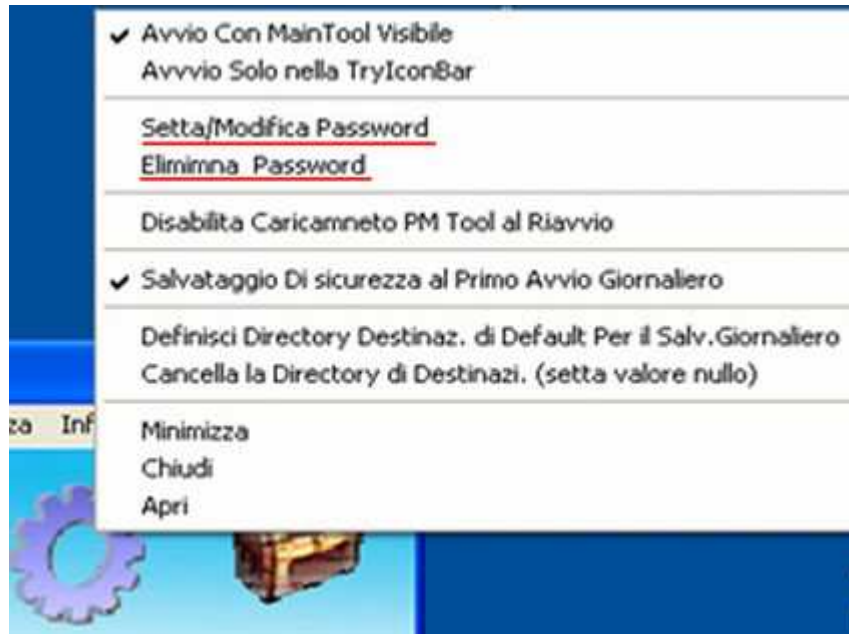 Avvio Con MainTool Visibile
Avvvio Solo nella TryIconBar
Setta/Modifica Password
Elimimna Password
Disabilita Caricamneto PM Tool al Riavvio
Salvataggio Di sicurezza al Primo Avvio Giornaliero
Definisci Directory Destinaz. di Default Per il Salv.Giornaliero
Cancella la Directory di Destinazi. (setta valore nullo)
za Inf
Minimizza
Chiudi
Apri